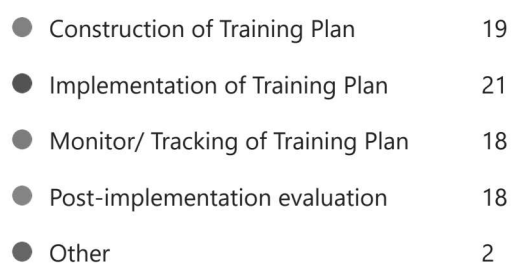 Construction of Training Plan 19
Implementation of Training Plan 21
Monitor/ Tracking of Training Plan 18
Post-implementation evaluation 18
Other 2